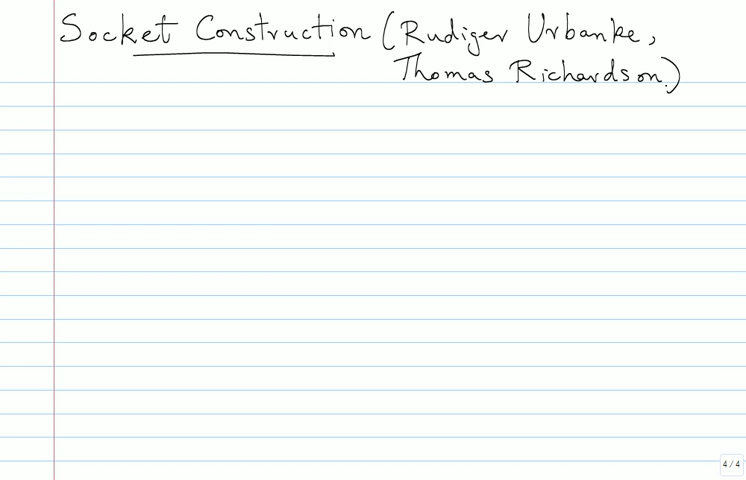 Socket Construction (Rudiger Urbanke,
Thomas Richardson.)
4/4